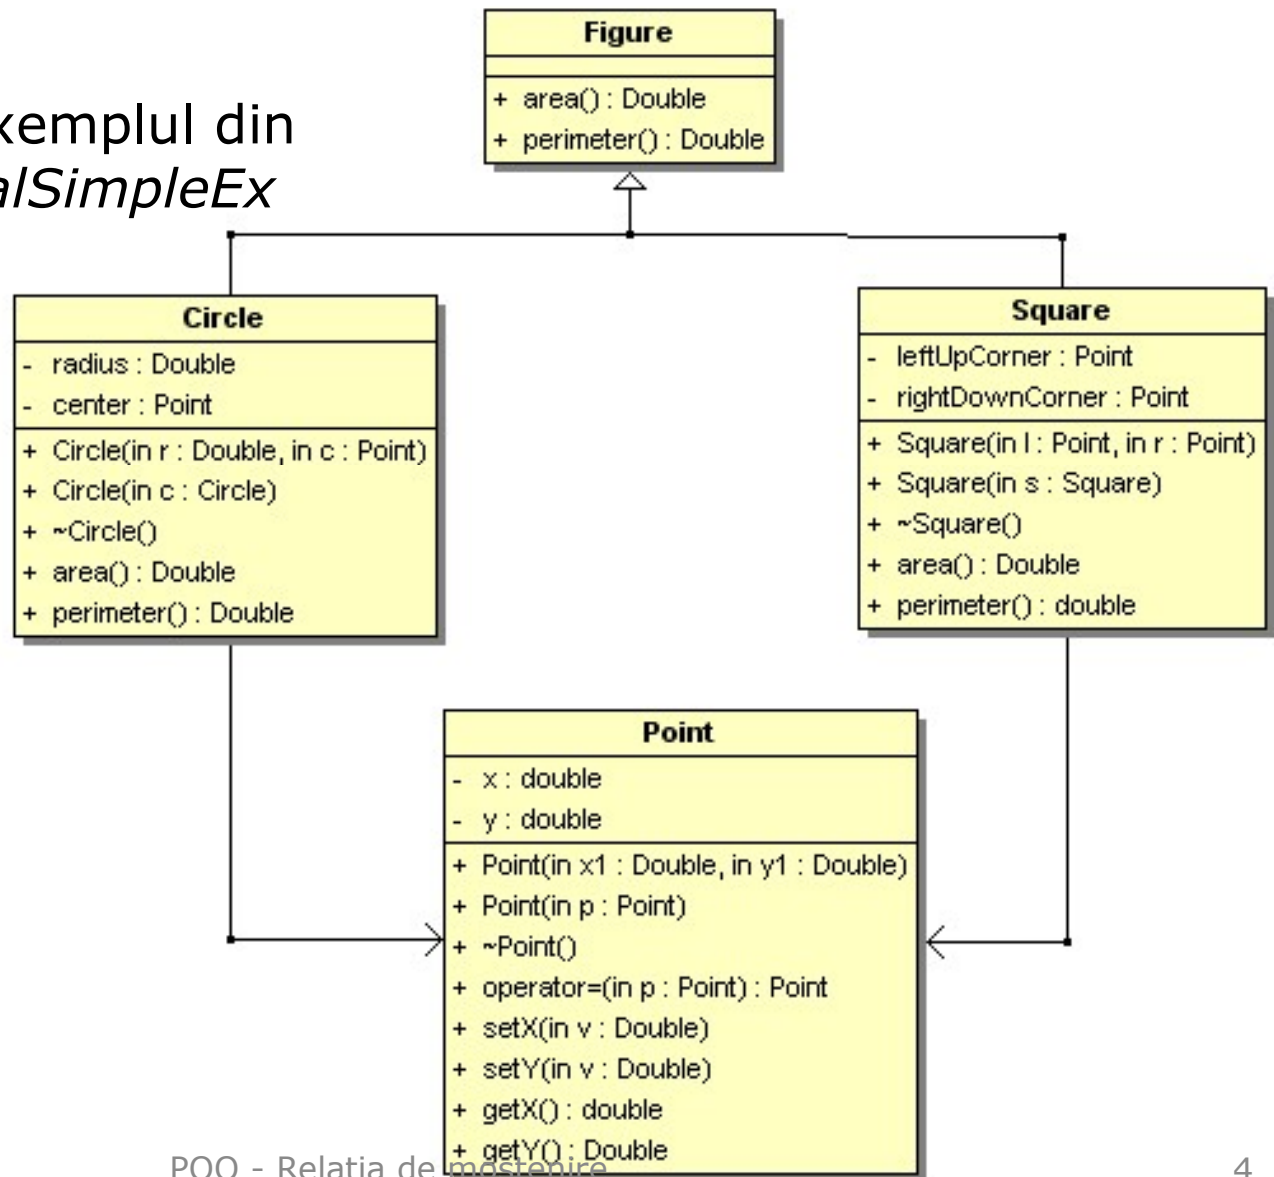 Figure
+ area() : Double
+ perimeter() : Double
xemplul din
alSimpleEx
Circle
- radius : Double
- center : Point
+ Circle(in r : Double, in c : Point)
+ Circle(in c : Circle)
+ ~Circle()
+ area() : Double
+ perimeter() : Double
Square
- leftUpCorner : Point
- rightDownCorner : Point
+ Square(in l : Point, in r : Point)
+ Square(in s : Square)
+ ~Square()
+ area() : Double
+ perimeter() : double
Point
- x : double
- y : double
+ Point(in x1 : Double, in y1 : Double)
+ Point(in p : Point)
+ ~Point()
+ operator=(in p : Point) : Point
+ setX(in v : Double)
+ setY(in v : Double)
+ getX() : double
+ getY() : Double
POO - Relatia de mostenire
4